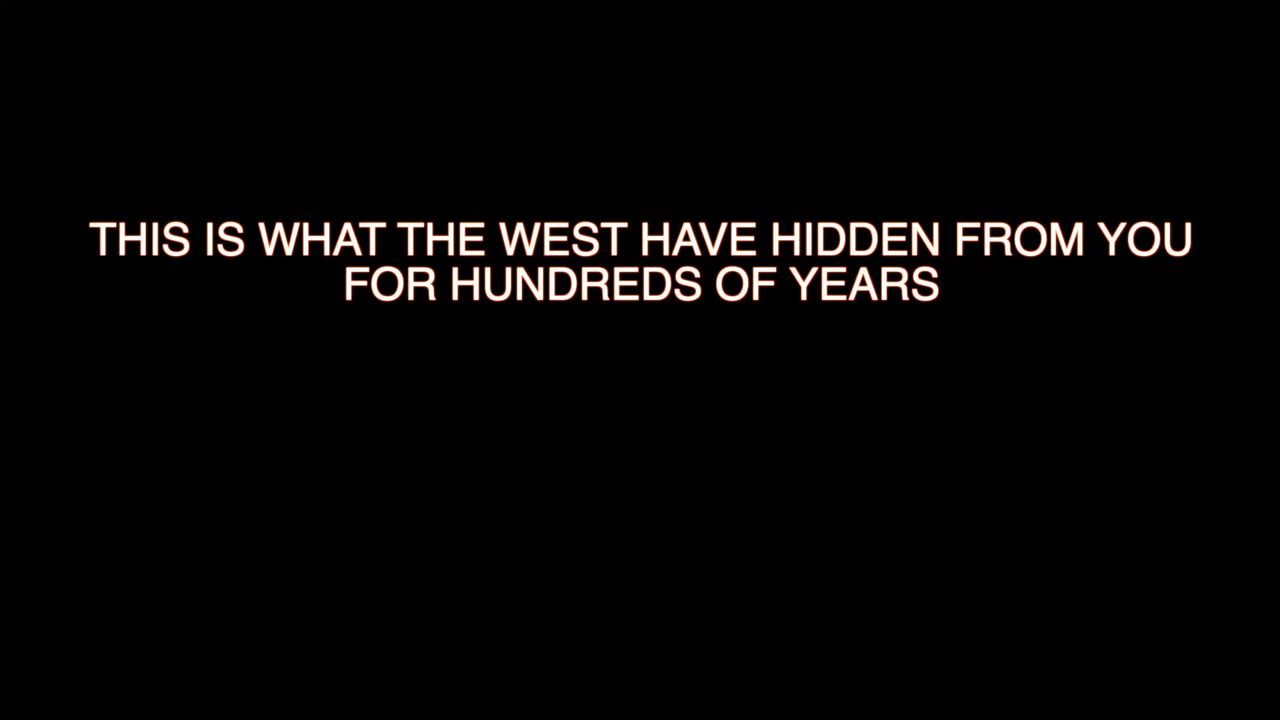 THIS IS WHAT THE WEST HAVE HIDDEN FROM YOU
FOR HUNDREDS OF YEARS